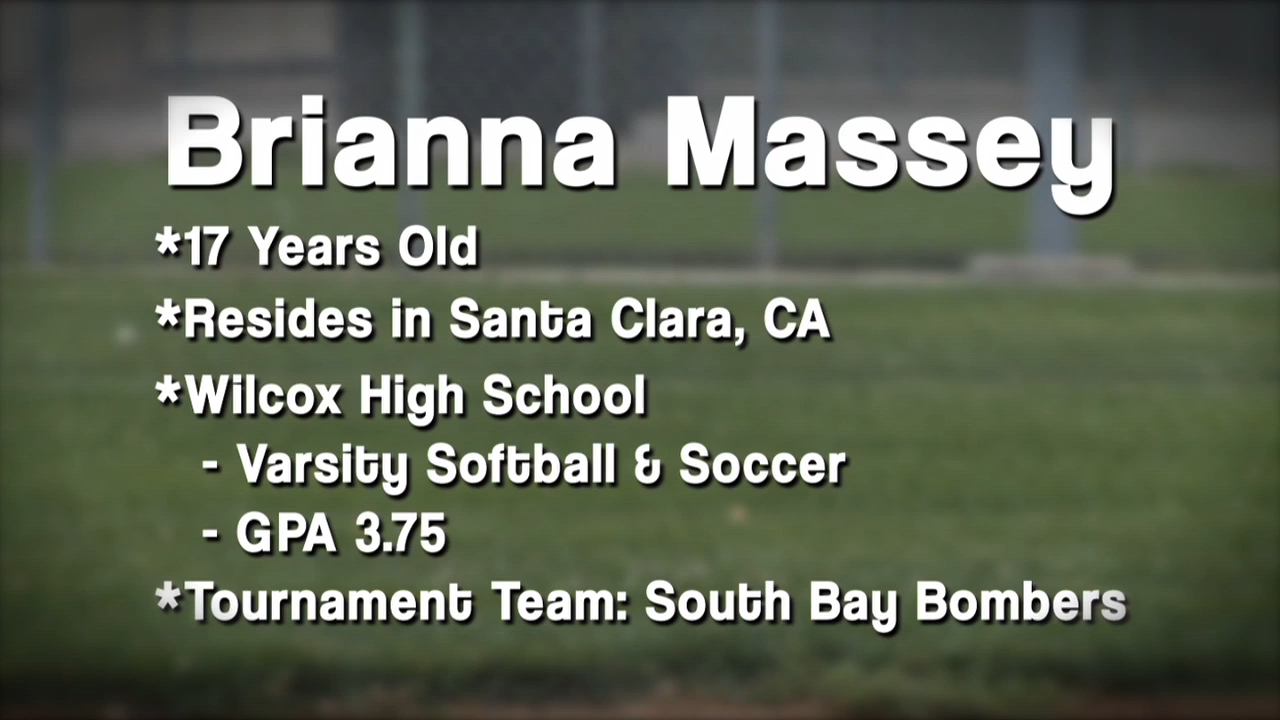 Brianna Massey
*17 Years Old
*Resides in Santa Clara, CA
*Wilcox High School
- Varsity Softball & Soccer
- GPA 3.75
*Tournament Team: South Bay Bombers